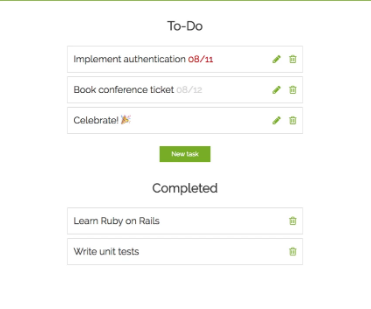 To-Do
Implement authentication 08/11
Book conference ticket 08/12
Celebrate! 🎉
New task
Completed
Learn Ruby on Rails
Write unit tests